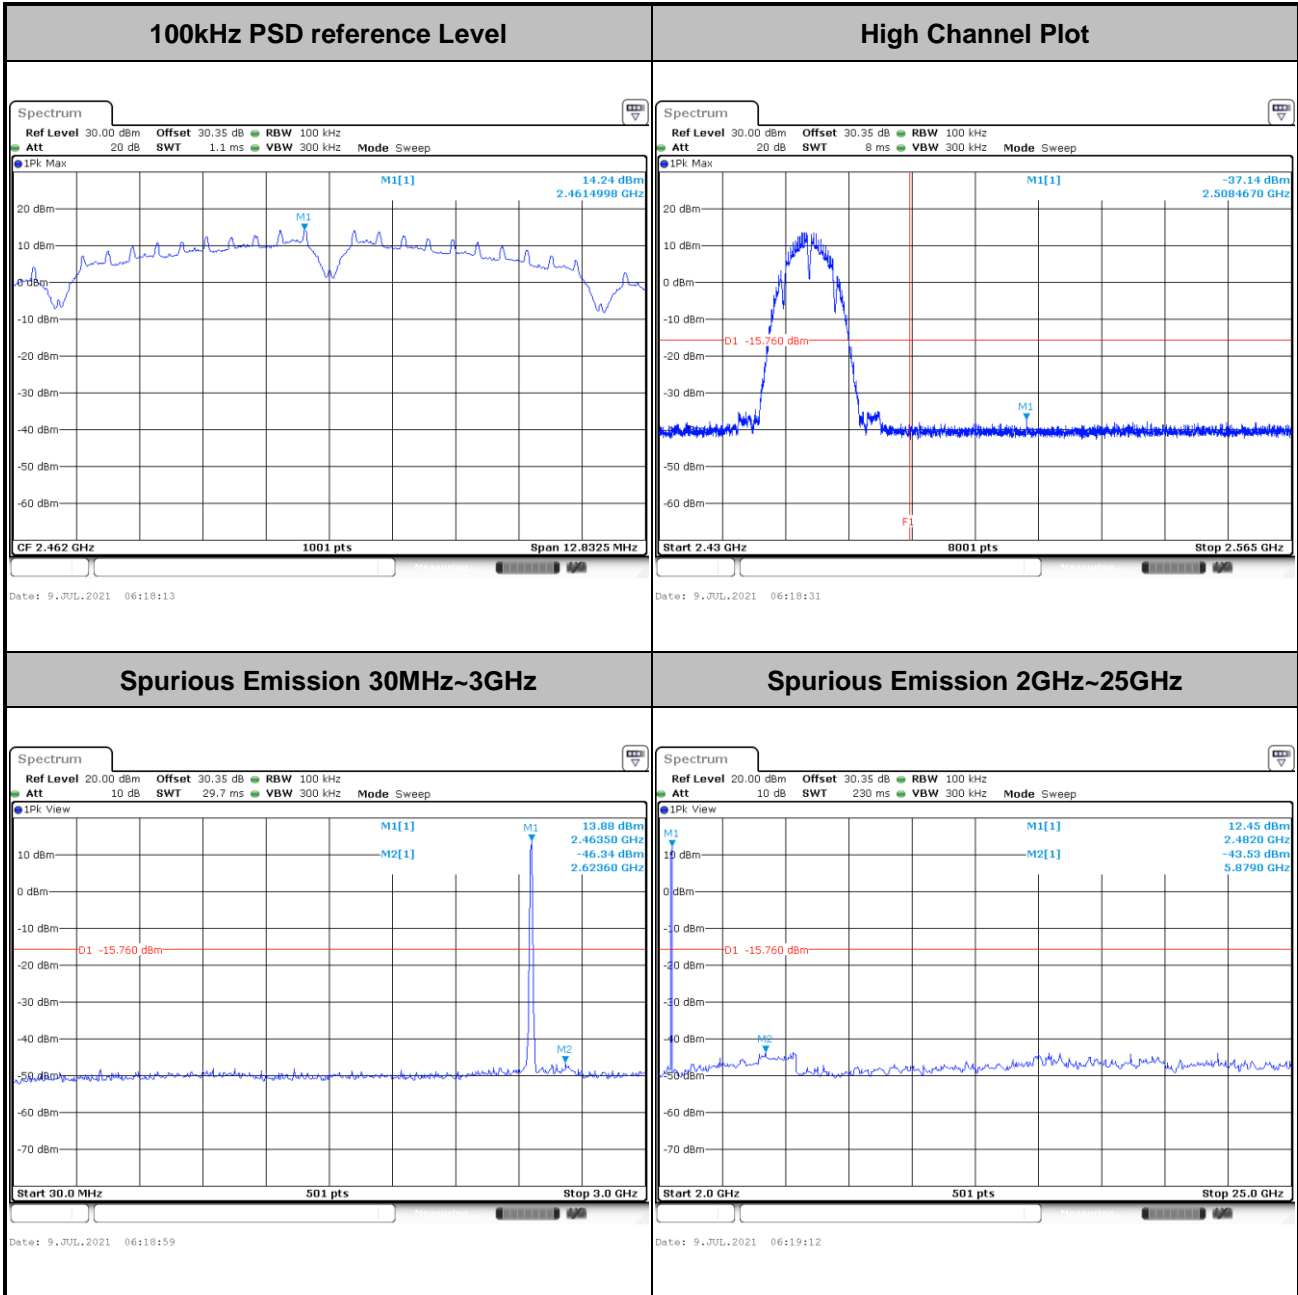 100kHz PSD reference Level
High Channel Plot
Spectrum
Ref Level 30.00 dBm Offset 30.35 dB RBW 100 kHz
Att 20 dB SWT 1.1 ms VBW 300 kHz Mode Sweep
1Pk Max
M1[1] 14.24 dBm
2.4614998 GHz
20 dBm
M1
10 dBm
0 dBm
-10 dBm
-20 dBm
-30 dBm
-40 dBm
-50 dBm
-60 dBm
CF 2.462 GHz 1001 pts Span 12.8325 MHz
Measuring
Date: 9.JUL.2021 06:18:13
Spectrum
Ref Level 30.00 dBm Offset 30.35 dB RBW 100 kHz
Att 20 dB SWT 8 ms VBW 300 kHz Mode Sweep
1Pk Max
M1[1] -37.14 dBm
2.5084670 GHz
20 dBm
10 dBm
0 dBm
-10 dBm
D1 -15.760 dBm
-20 dBm
-30 dBm
M1
-50 dBm
-60 dBm
F1
Start 2.43 GHz 8001 pts Stop 2.565 GHz
Measuring
Date: 9.JUL.2021 06:18:31
Spurious Emission 30MHz~3GHz
Spurious Emission 2GHz~25GHz
Spectrum
Ref Level 20.00 dBm Offset 30.35 dB RBW 100 kHz
Att 10 dB SWT 29.7 ms VBW 300 kHz Mode Sweep
1Pk View
M1[1] 13.88 dBm
M1
2.46350 GHz
10 dBm
M2[1] -46.34 dBm
2.62360 GHz
0 dBm
-10 dBm
D1 -15.760 dBm
-20 dBm
-30 dBm
-40 dBm
M2
-50 dBm
-60 dBm
-70 dBm
Start 30.0 MHz 501 pts Stop 3.0 GHz
Measuring
Date: 9.JUL.2021 06:18:59
Spectrum
Ref Level 20.00 dBm Offset 30.35 dB RBW 100 kHz
Att 10 dB SWT 230 ms VBW 300 kHz Mode Sweep
1Pk View
M1[1] 12.45 dBm
M1
2.4820 GHz
10 dBm
M2[1] -43.53 dBm
5.8790 GHz
0 dBm
-10 dBm
D1 -15.760 dBm
-20 dBm
-30 dBm
-40 dBm
M2
-50 dBm
-60 dBm
-70 dBm
Start 2.0 GHz 501 pts Stop 25.0 GHz
Measuring
Date: 9.JUL.2021 06:19:12